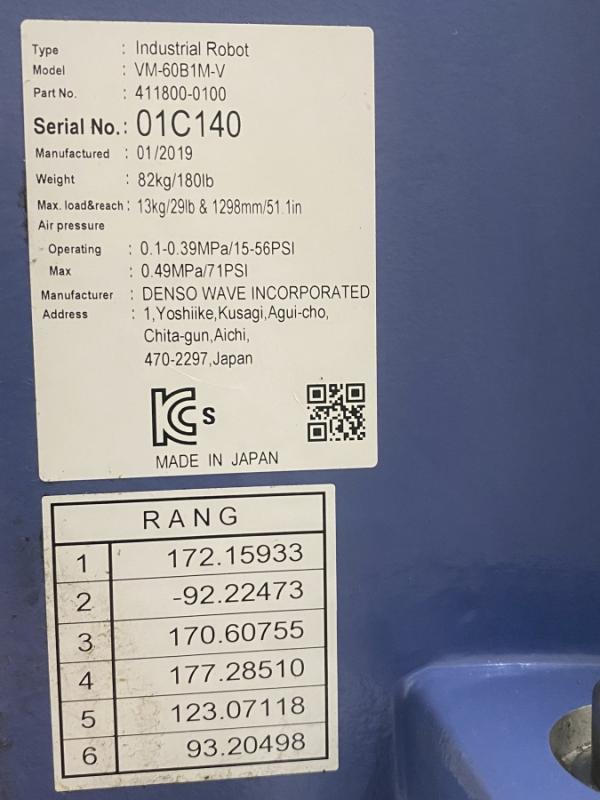 Type : Industrial Robot
Model : VM-60B1M-V
Part No. : 411800-0100
Serial No. : 01C140
Manufactured : 01/2019
Weight : 82kg/180lb
Max. load&reach : 13kg/29lb & 1298mm/51.1in
Air pressure
Operating : 0.1-0.39MPa/15-56PSI
Max : 0.49MPa/71PSI
Manufacturer : DENSO WAVE INCORPORATED
Address : 1,Yoshiike,Kusagi,Agui-cho,
Chita-gun,Aichi,
470-2297,Japan
KC s
MADE IN JAPAN
RANG
1 172.15933
2 -92.22473
3 170.60755
4 177.28510
5 123.07118
6 93.20498